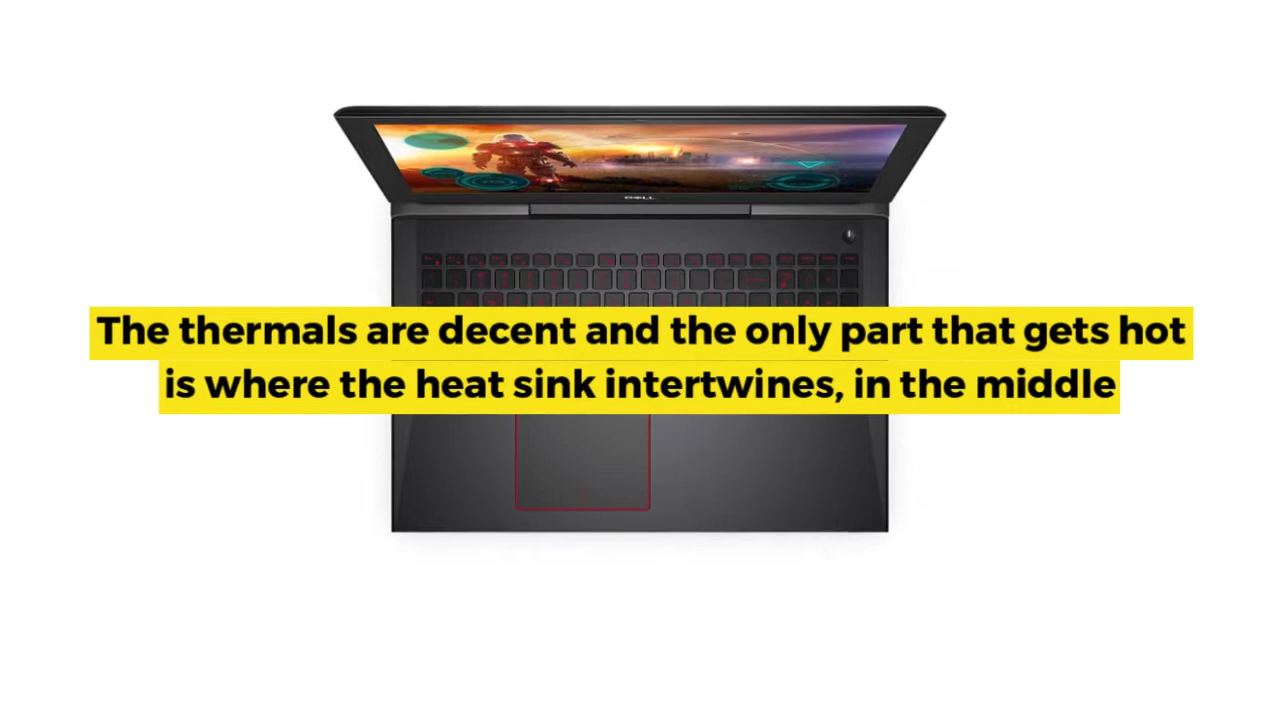 DELL
The thermals are decent and the only part that gets hot
is where the heat sink intertwines, in the middle